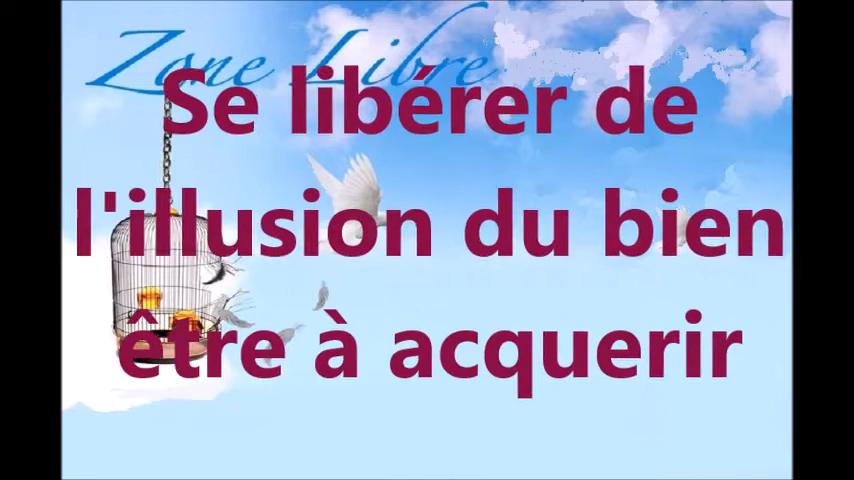 Zone Libre
Se libérer de
l'illusion du bien
être à acquerir